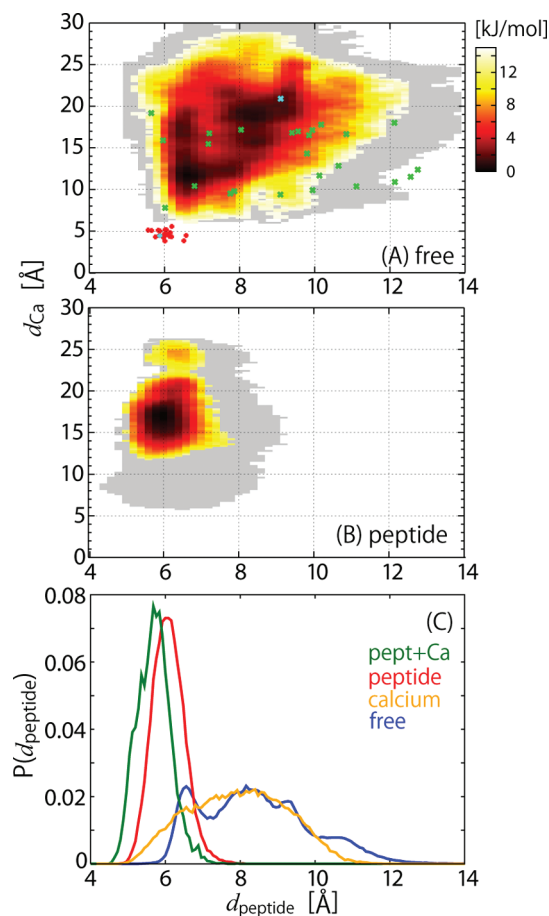 [kJ/mol]
30
25
20
15
10
5
0
12
8
4
0
(A) free
4 6 8 10 12 14
dCa [Å]
30
25
20
15
10
5
0
(B) peptide
4 6 8 10 12 14
0.08
0.06
0.04
0.02
0
P(dpeptide)
(C)
pept+Ca
peptide
calcium
free
4 6 8 10 12 14
dpeptide [Å]